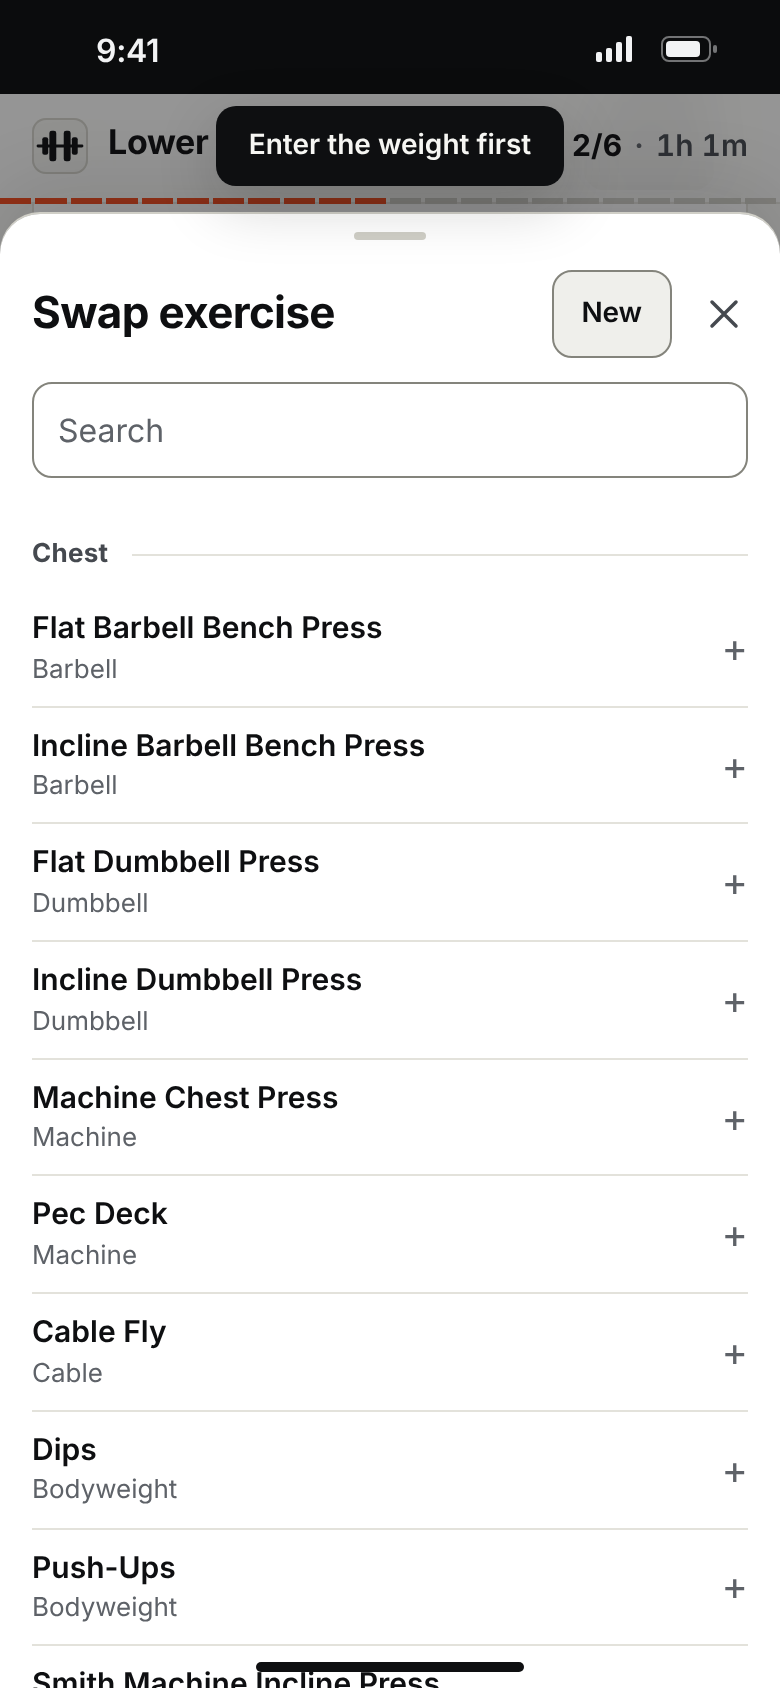 9:41
Lower
Enter the weight first
2/6 · 1h 1m
Swap exercise
New
Search
Chest
Flat Barbell Bench Press
Barbell
+
Incline Barbell Bench Press
Barbell
+
Flat Dumbbell Press
Dumbbell
+
Incline Dumbbell Press
Dumbbell
+
Machine Chest Press
Machine
+
Pec Deck
Machine
+
Cable Fly
Cable
+
Dips
Bodyweight
+
Push-Ups
Bodyweight
+
Smith Machine Incline Press